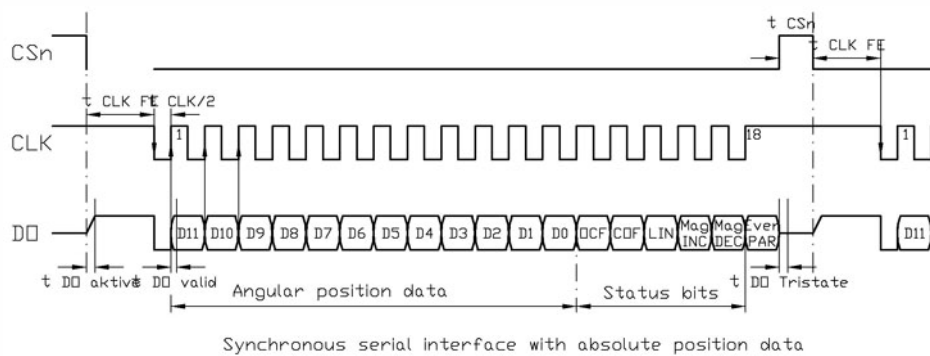 t CSn
CSn
t CLK FE
t CLK FE t CLK/2
CLK
1
18
1
DO
D11 D10 D9 D8 D7 D6 D5 D4 D3 D2 D1 D0 OCF COF LIN Mag INC Mag DEC Ever PAR
D11
t DO aktive t DO valid
t DO Tristate
Angular position data
Status bits
Synchronous serial interface with absolute position data